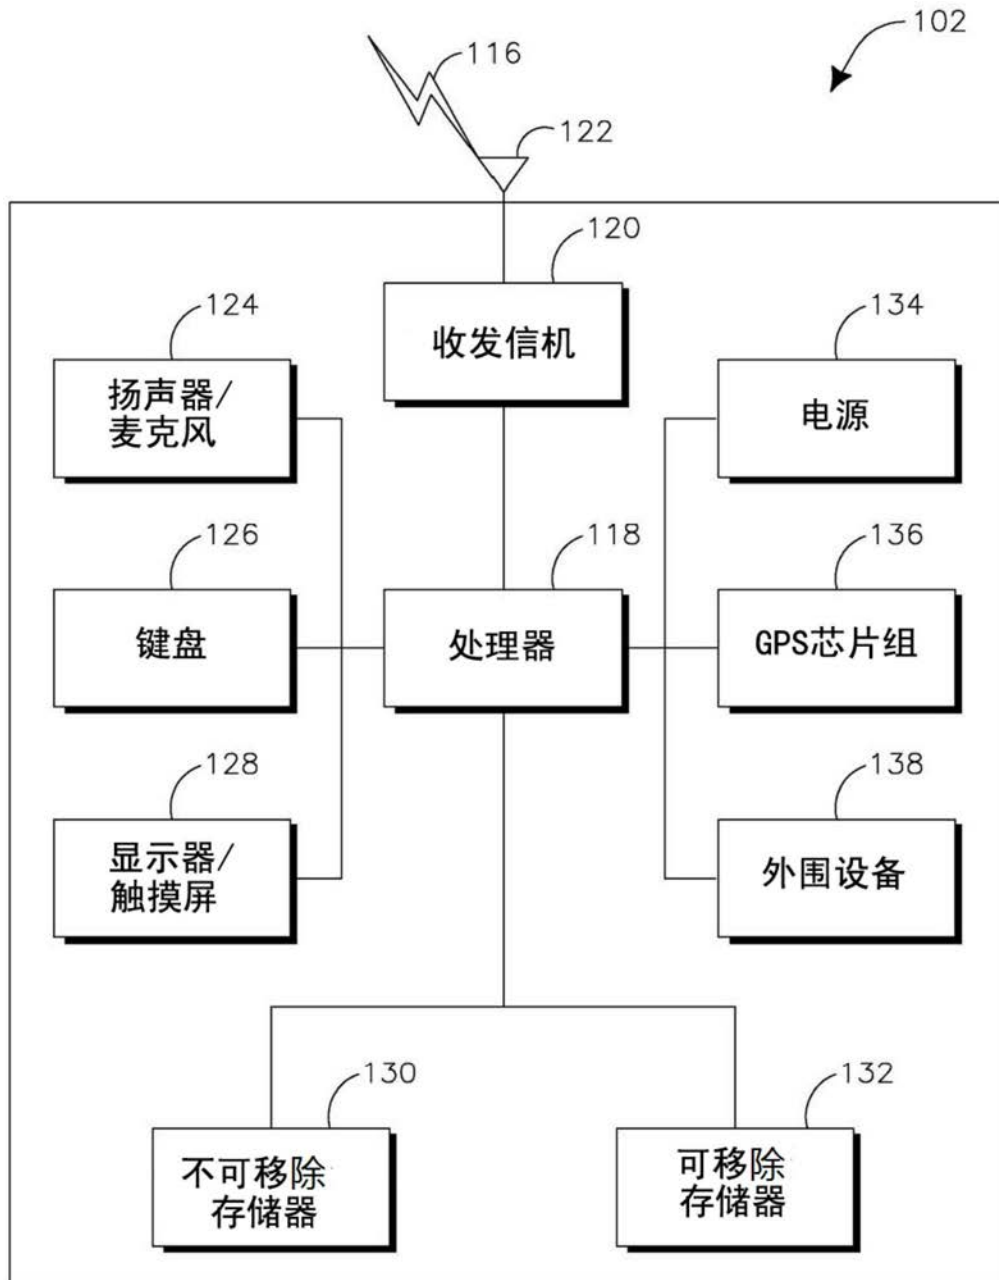 102
116
122
120
收发信机
124
扬声器/
麦克风
134
电源
126
键盘
118
处理器
136
GPS芯片组
128
显示器/
触摸屏
138
外围设备
130
不可移除
存储器
132
可移除
存储器